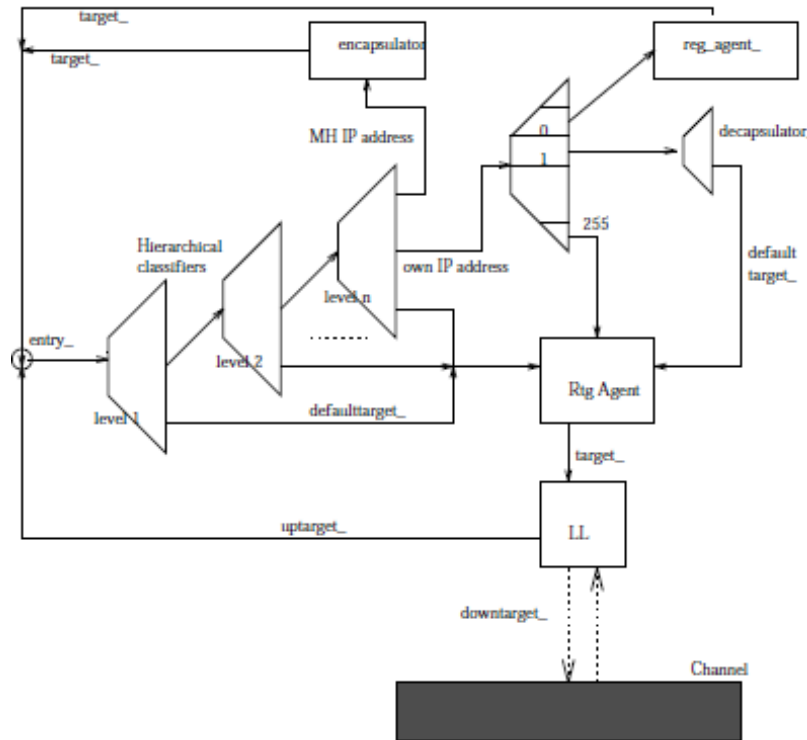 target_
target_
encapsulator
reg_agent_
MH IP address
0
1
decapsulator
255
Hierarchical
classifiers
own IP address
default
target_
level n
entry_
level 2
Rtg Agent
level 1
defaulttarget_
target_
uptarget_
LL
downtarget_
Channel